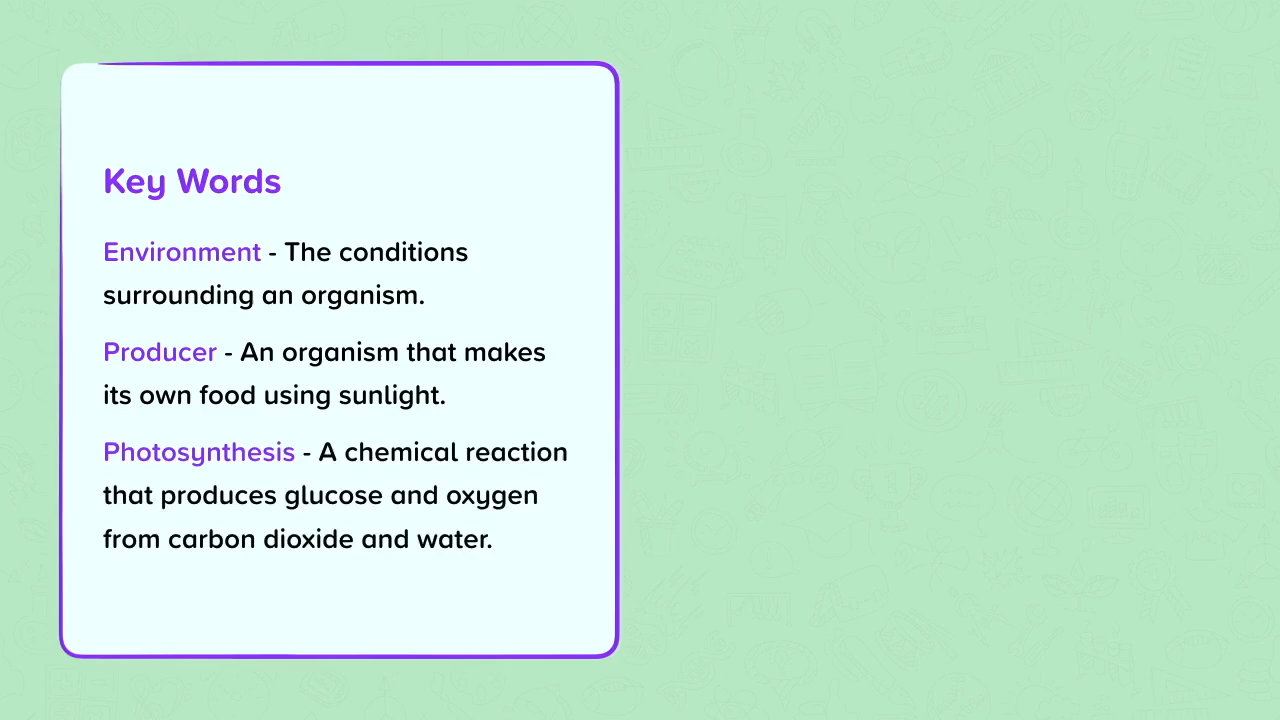 Key Words
Environment - The conditions
surrounding an organism.
Producer - An organism that makes
its own food using sunlight.
Photosynthesis - A chemical reaction
that produces glucose and oxygen
from carbon dioxide and water.